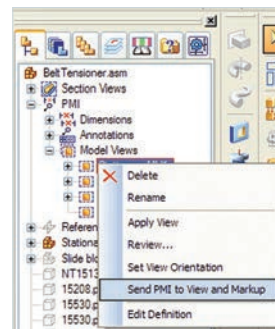 BeltTensioner.asm
Section Views
PMI
Dimensions
Annotations
Model Views
Delete
Rename
Apply View
Review...
Set View Orientation
Send PMI to View and Markup
Edit Definition
Referen
Stationa
Slide blo
NT1513
15208.p
15530.p
15530.p